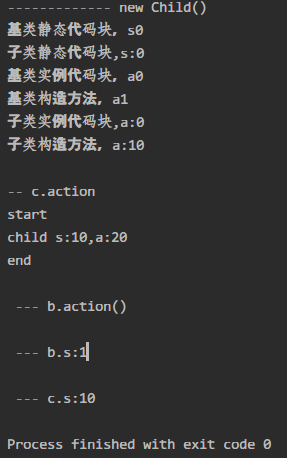 ------------- new Child()
基类静态代码块, s0
子类静态代码块,s:0
基类实例代码块, a0
基类构造方法, a1
子类实例代码块,a:0
子类构造方法, a:10
-- c.action
start
child s:10,a:20
end
--- b.action()
--- b.s:1
--- c.s:10
Process finished with exit code 0